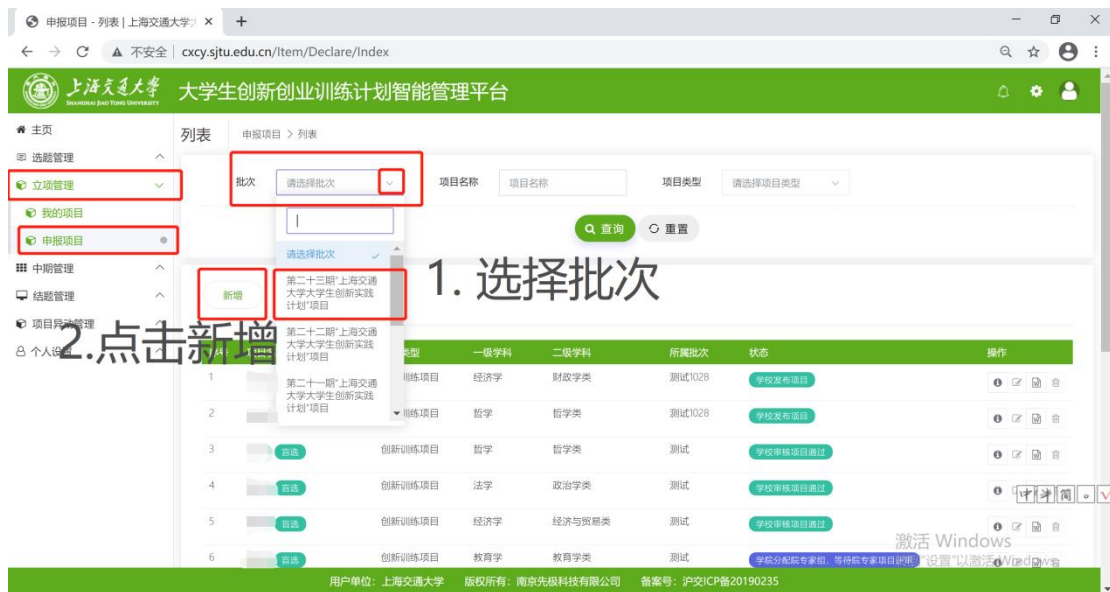 申报项目 - 列表 | 上海交通大学大
不安全 | cxcy.sjtu.edu.cn/Item/Declare/Index
上海交通大学
SHANGHAI JIAO TONG UNIVERSITY
大学生创新创业训练计划智能管理平台
主页
选题管理
立项管理
我的项目
申报项目
中期管理
结题管理
项目异动管理
个人设置
列表 申报项目 > 列表
批次 请选择批次 项目名称 项目名称 项目类型 请选择项目类型
查询 重置
请选择批次
第二十三期“上海交通
大学大学生创新实践
计划”项目
第二十二期“上海交通
大学大学生创新实践
计划”项目
第二十一期“上海交通
大学大学生创新实践
计划”项目
1. 选择批次
新增
2.点击新增
类型 一级学科 二级学科 所属批次 状态 操作
1 训练项目 经济学 财政学类 测试1028 学校发布项目
2 训练项目 哲学 哲学类 测试1028 学校发布项目
3 盲选 创新训练项目 哲学 哲学类 测试 学校审核项目通过
4 盲选 创新训练项目 法学 政治学类 测试 学校审核项目通过
5 盲选 创新训练项目 经济学 经济与贸易类 测试 学校审核项目通过
6 盲选 创新训练项目 教育学 教育学类 测试 学院分配院专家组，等待院专家项目评审
中 简
激活 Windows
转到“设置”以激活 Windows。
用户单位：上海交通大学 版权所有：南京先极科技有限公司 备案号：沪交ICP备20190235